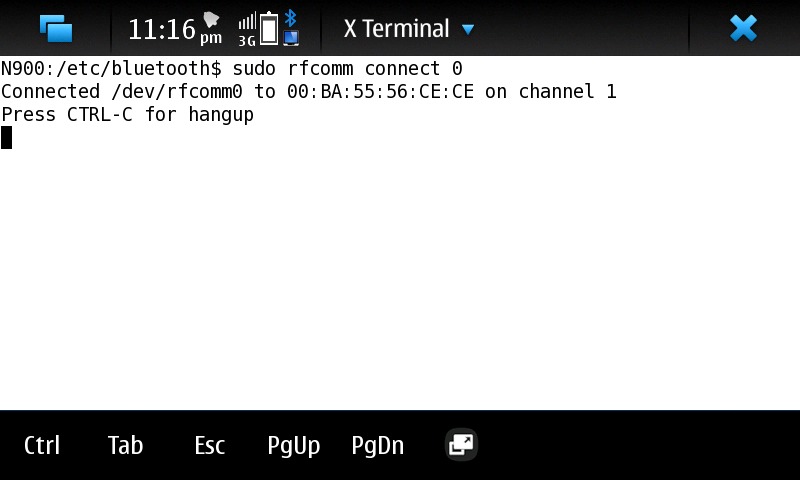 11:16 pm 3G X Terminal
N900:/etc/bluetooth$ sudo rfcomm connect 0
Connected /dev/rfcomm0 to 00:BA:55:56:CE:CE on channel 1
Press CTRL-C for hangup
Ctrl Tab Esc PgUp PgDn